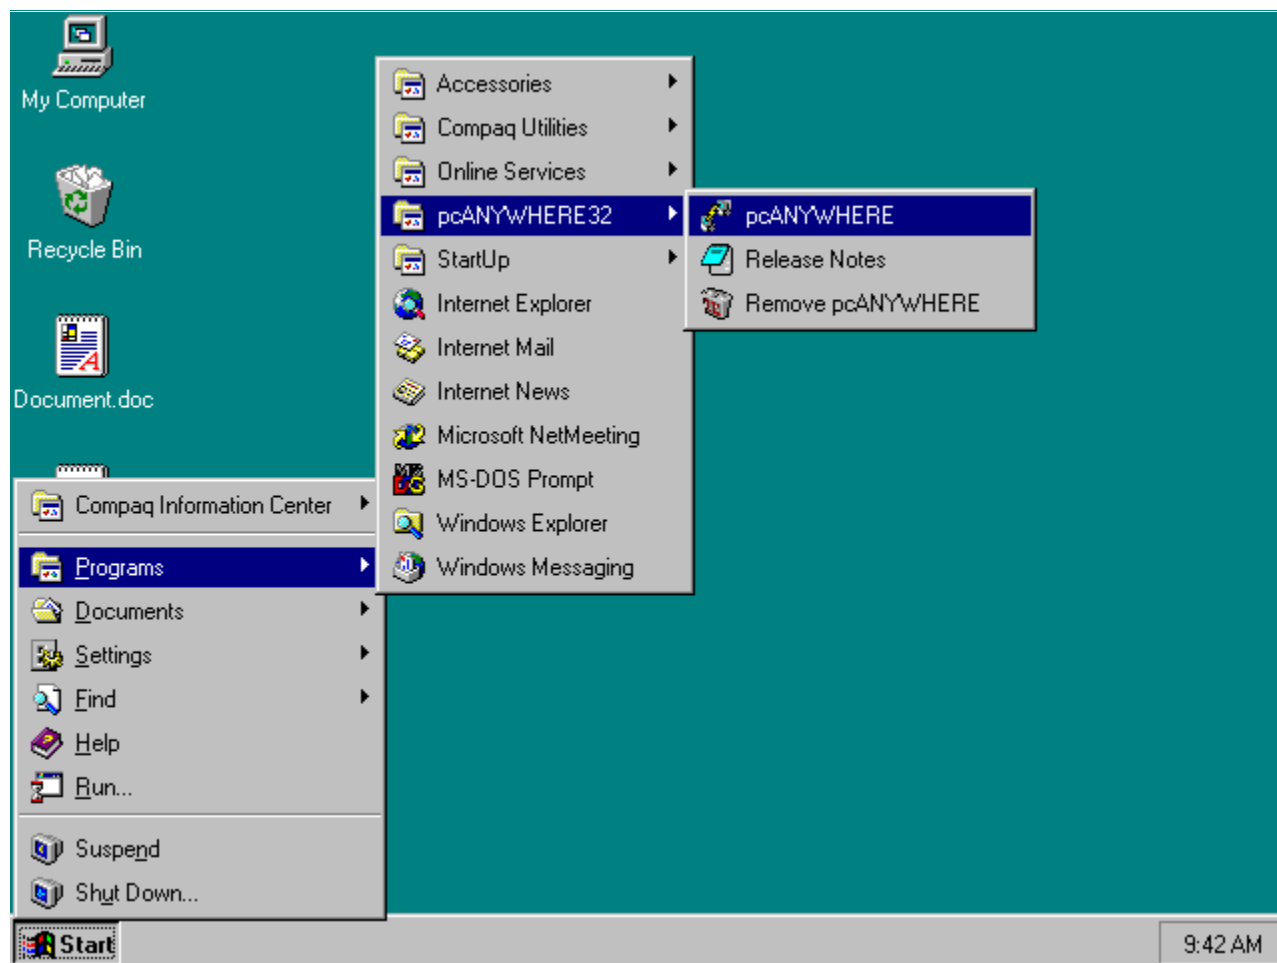 My Computer
Recycle Bin
Document.doc
Compaq Information Center
Programs
Documents
Settings
Find
Help
Run...
Suspend
Shut Down...
Accessories
Compaq Utilities
Online Services
pcANYWHERE32
StartUp
Internet Explorer
Internet Mail
Internet News
Microsoft NetMeeting
MS-DOS Prompt
Windows Explorer
Windows Messaging
pcANYWHERE
Release Notes
Remove pcANYWHERE
Start
9:42 AM